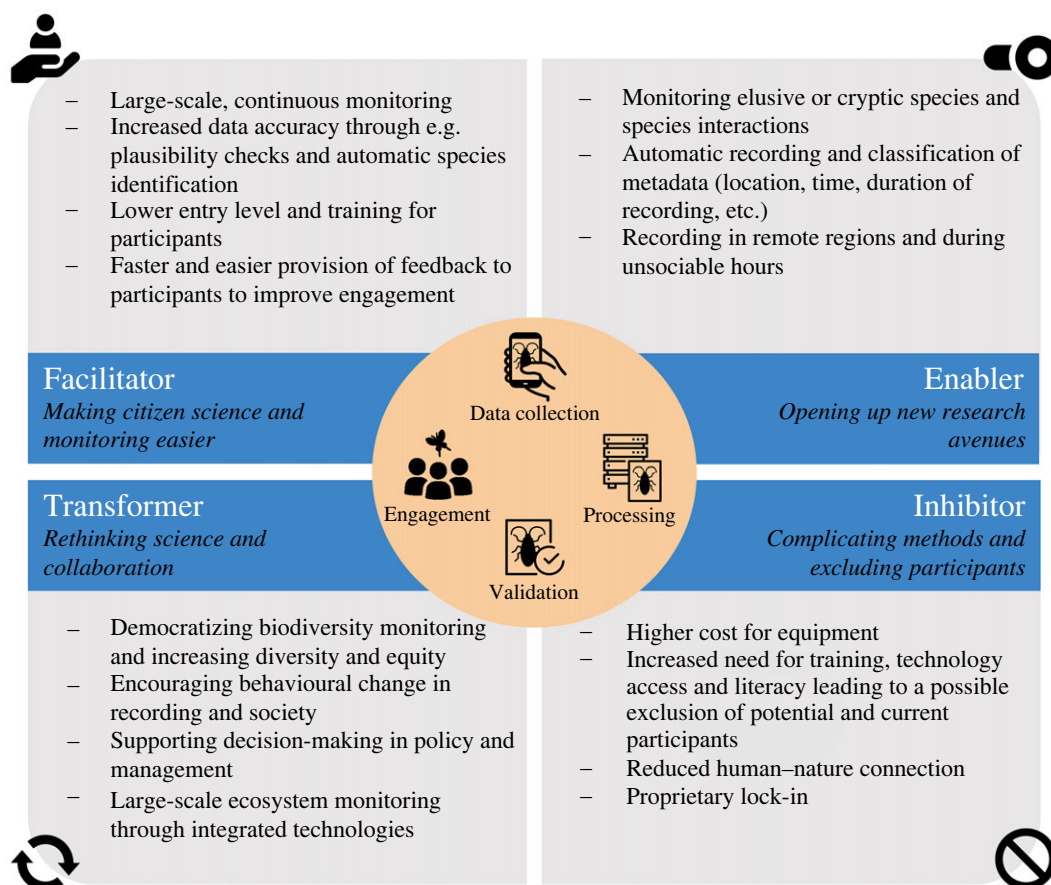 – Large-scale, continuous monitoring
– Increased data accuracy through e.g.
plausibility checks and automatic species
identification
– Lower entry level and training for
participants
– Faster and easier provision of feedback to
participants to improve engagement
– Monitoring elusive or cryptic species and
species interactions
– Automatic recording and classification of
metadata (location, time, duration of
recording, etc.)
– Recording in remote regions and during
unsociable hours
Facilitator
Making citizen science and
monitoring easier
Enabler
Opening up new research
avenues
Data collection
Engagement
Processing
Validation
Transformer
Rethinking science and
collaboration
Inhibitor
Complicating methods and
excluding participants
– Democratizing biodiversity monitoring
and increasing diversity and equity
– Encouraging behavioural change in
recording and society
– Supporting decision-making in policy and
management
– Large-scale ecosystem monitoring
through integrated technologies
– Higher cost for equipment
– Increased need for training, technology
access and literacy leading to a possible
exclusion of potential and current
participants
– Reduced human–nature connection
– Proprietary lock-in